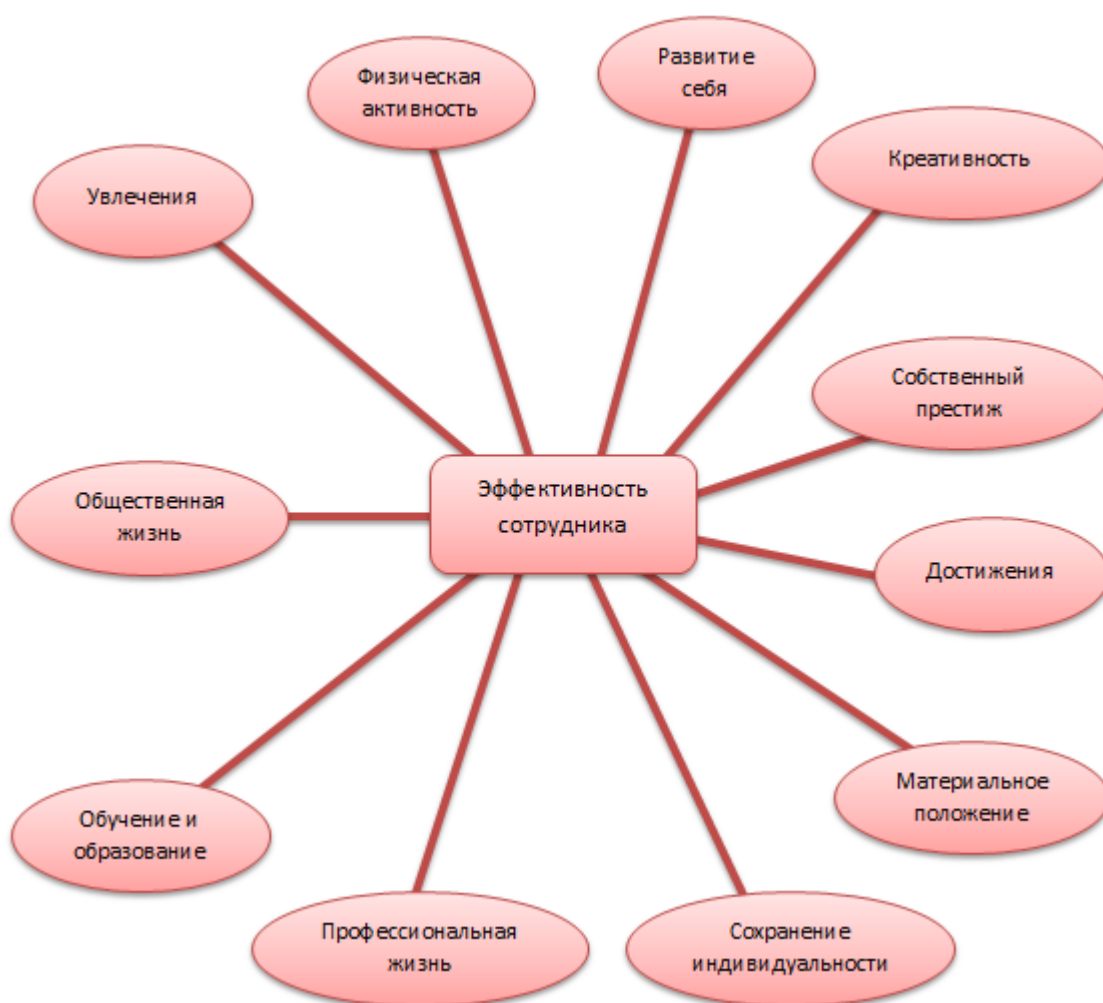 Развитие
себя
Физическая
активность
Креативность
Увлечения
Собственный
престиж
Эффективность
сотрудника
Общественная
жизнь
Достижения
Материальное
положение
Обучение и
образование
Профессиональная
жизнь
Сохранение
индивидуальности